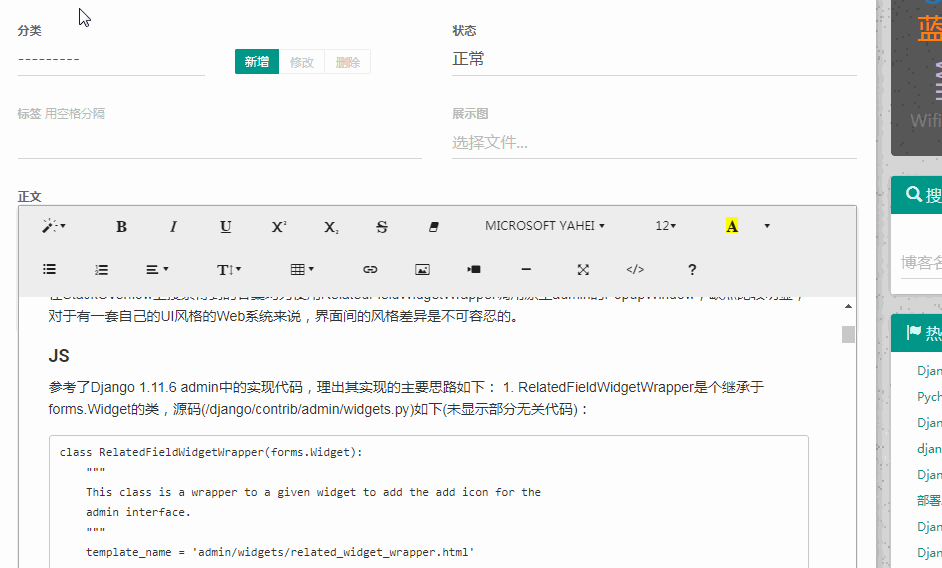 分类
状态
---------
新增
修改
删除
正常
标签 用空格分隔
展示图
选择文件...
正文
B I U X² X₂ S MICROSOFT YAHEI 12 A
T </> ?
对于有一套自己的UI风格的Web系统来说，界面间的风格差异是不可容忍的。
JS
参考了Django 1.11.6 admin中的实现代码，理出其实现的主要思路如下： 1. RelatedFieldWidgetWrapper是个继承于
forms.Widget的类，源码(/django/contrib/admin/widgets.py)如下(未显示部分无关代码)：
class RelatedFieldWidgetWrapper(forms.Widget):
"""
This class is a wrapper to a given widget to add the add icon for the
admin interface.
"""
template_name = 'admin/widgets/related_widget_wrapper.html'
蓝
Wifi
搜
博客名
热
Djan
Pych
Djan
djan
Djan
部署
Djan
Djan